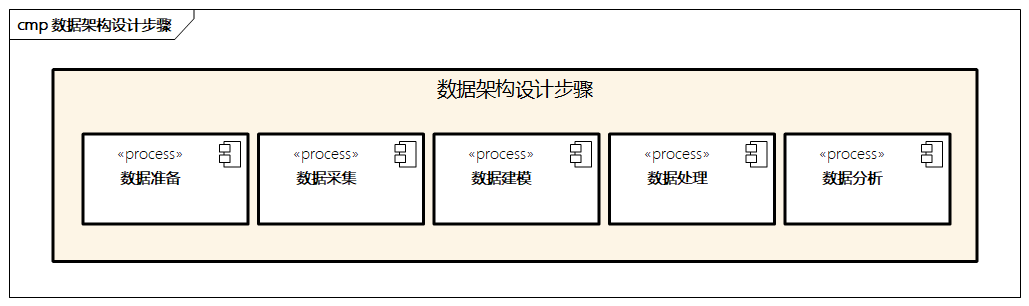 cmp 数据架构设计步骤
数据架构设计步骤
«process»
数据准备
«process»
数据采集
«process»
数据建模
«process»
数据处理
«process»
数据分析